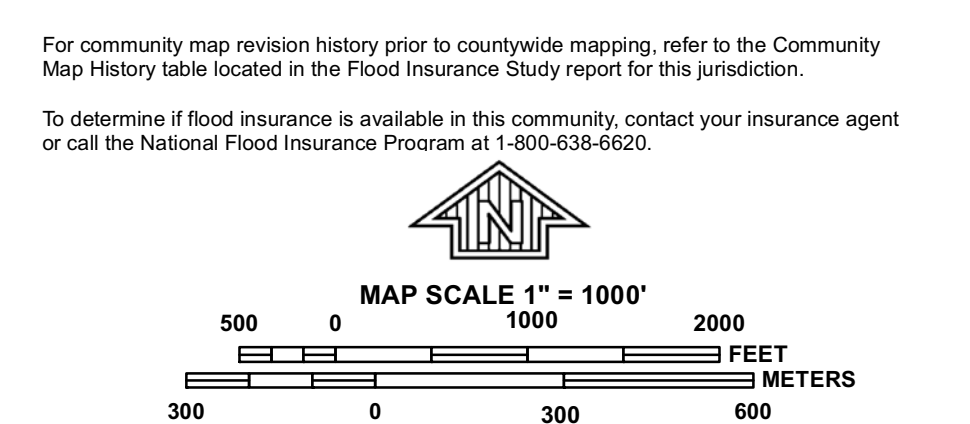 For community map revision history prior to countywide mapping, refer to the Community
Map History table located in the Flood Insurance Study report for this jurisdiction.
To determine if flood insurance is available in this community, contact your insurance agent
or call the National Flood Insurance Program at 1-800-638-6620.
N
MAP SCALE 1" = 1000'
500 0 1000 2000
FEET
METERS
300 0 300 600